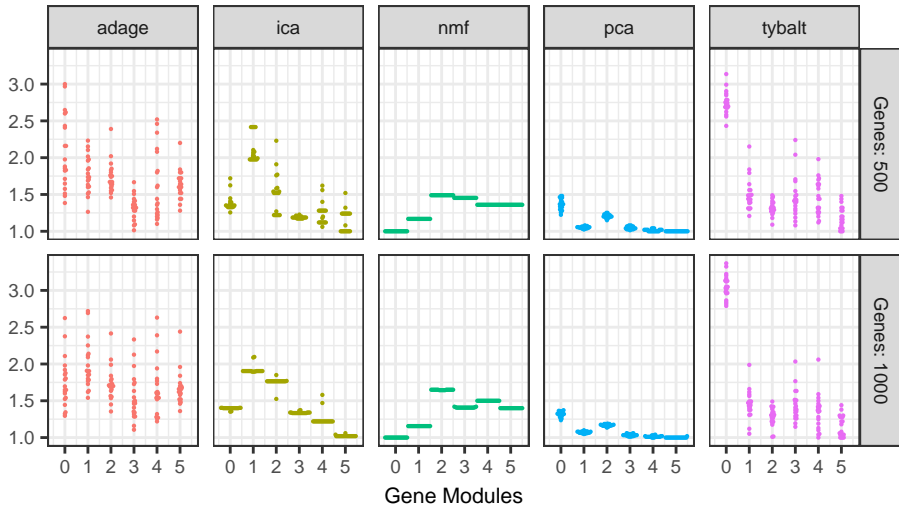 adage ica nmf pca tybalt
3.0
2.5
2.0
1.5
1.0
Genes: 500
3.0
2.5
2.0
1.5
1.0
Genes: 1000
0 1 2 3 4 5 0 1 2 3 4 5 0 1 2 3 4 5 0 1 2 3 4 5 0 1 2 3 4 5
Gene Modules